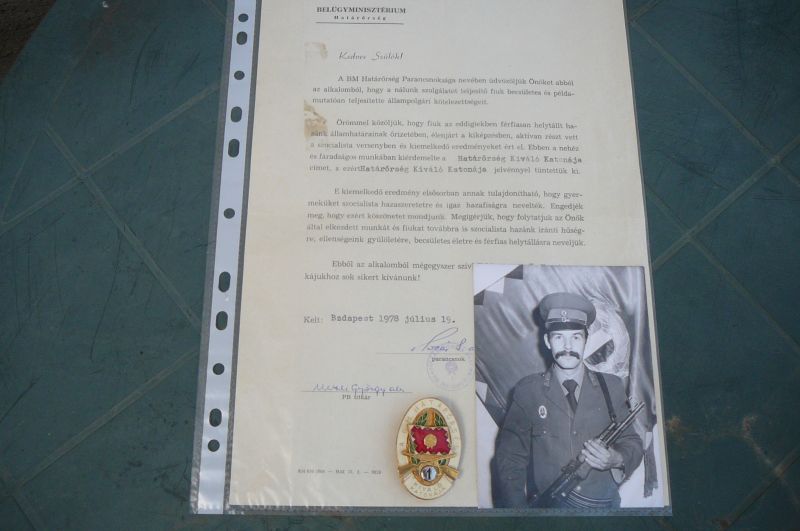 BELÜGYMINISZTÉRIUM
Határőrség
Kedves Szülők!
A BM Határőrség Parancsnoksága nevében üdvözöljük Önöket abból
az alkalomból, hogy a nálunk szolgálatot teljesítő fiuk becsületes és példa-
mutatóan teljesítette állampolgári kötelezettségeit.
Örömmel közöljük, hogy fiuk az eddigiekben férfiasan helytállt ha-
zánk államhatárainak őrizetében, élenjárt a kiképzésben, aktívan részt vett
a szocialista versenyben és kiemelkedő eredményeket ért el. Ebben a nehéz
és fáradságos munkában kiérdemelte a Határőrség Kiváló Katonája
címet, a ezértHatárőrség Kiváló Katonája jelvénnyel tüntettük ki.
E kiemelkedő eredmény elsősorban annak tulajdonítható, hogy gyer-
meküket szocialista hazaszeretetre és igaz hazafiságra nevelték. Engedjék
meg, hogy ezért köszönetet mondjunk. Megígérjük, hogy folytatjuk az Önök
által elkezdett munkát és fiukat továbbra is szocialista hazánk iránti hűség-
re, ellenségeink gyűlöletére, becsületes életre és férfias helytállásra neveljük.
Ebből az alkalomból mégegyszer szív
kájukhoz sok sikert kívánunk!
Kelt: Budapest 1978 július 19.
parancsnok
PB titkár
A BM HATÁRŐRSÉG
KIVÁLÓ
KATONÁJA